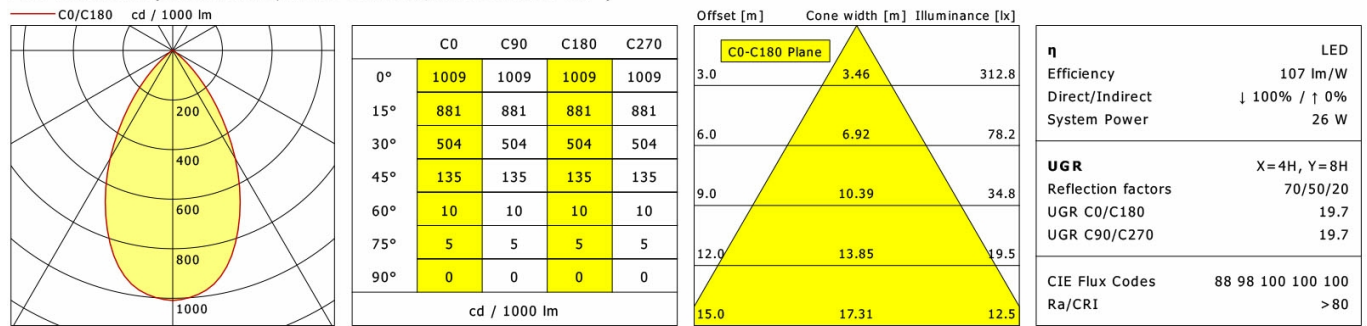 C0/C180 cd / 1000 lm
200
400
600
800
1000
C0 C90 C180 C270
0° 1009 1009 1009 1009
15° 881 881 881 881
30° 504 504 504 504
45° 135 135 135 135
60° 10 10 10 10
75° 5 5 5 5
90° 0 0 0 0
cd / 1000 lm
Offset [m] Cone width [m] Illuminance [lx]
C0-C180 Plane
3.0 3.46 312.8
6.0 6.92 78.2
9.0 10.39 34.8
12.0 13.85 19.5
15.0 17.31 12.5
η LED
Efficiency 107 lm/W
Direct/Indirect ↓ 100% / ↑ 0%
System Power 26 W
UGR X=4H, Y=8H
Reflection factors 70/50/20
UGR C0/C180 19.7
UGR C90/C270 19.7
CIE Flux Codes 88 98 100 100 100
Ra/CRI >80